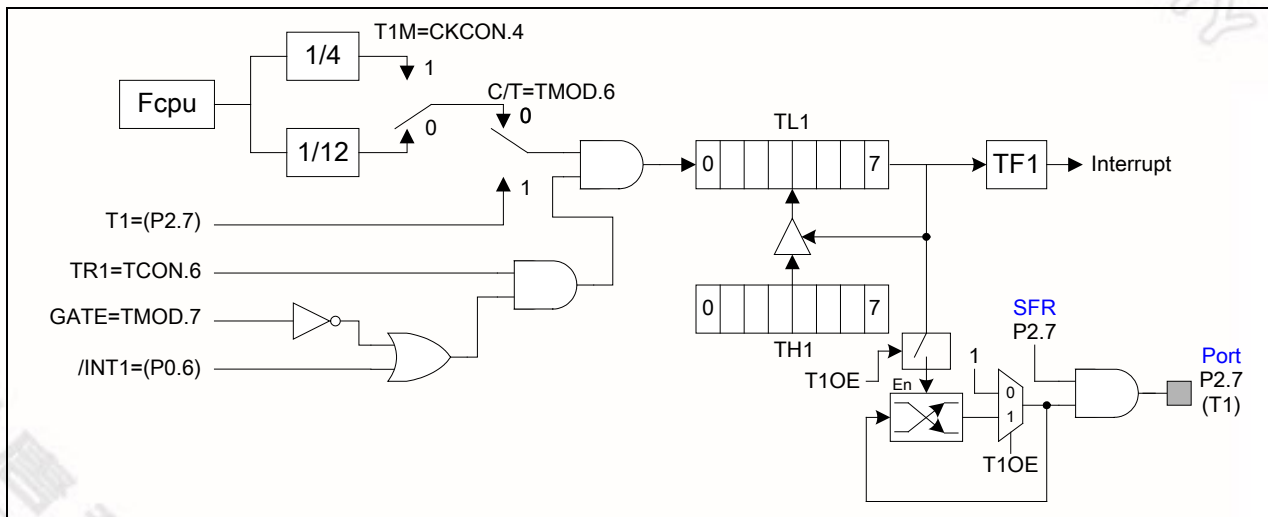 T1M=CKCON.4
1/4
1
Fcpu
C/T=TMOD.6
0
0
1/12
1
TL1
0
7
TF1
Interrupt
T1=(P2.7)
TR1=TCON.6
GATE=TMOD.7
/INT1=(P0.6)
0
7
TH1
SFR
P2.7
Port
P2.7
(T1)
T1OE
1
En
0
1
T1OE